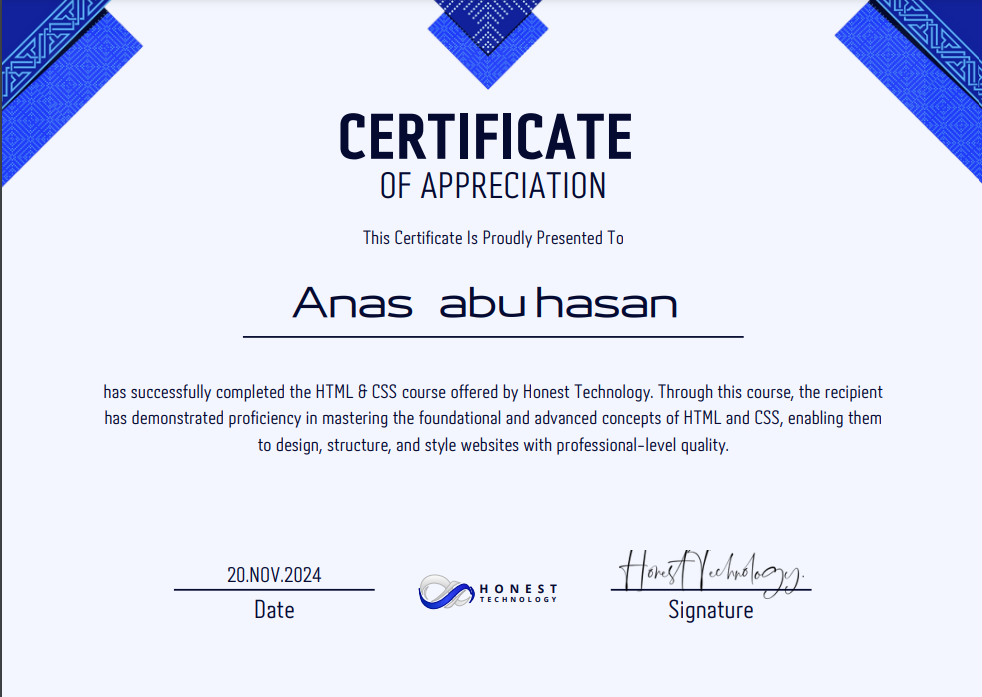 CERTIFICATE
OF APPRECIATION
This Certificate Is Proudly Presented To
Anas abu hasan
has successfully completed the HTML & CSS course offered by Honest Technology. Through this course, the recipient
has demonstrated proficiency in mastering the foundational and advanced concepts of HTML and CSS, enabling them
to design, structure, and style websites with professional-level quality.
20.NOV.2024
Date
HONEST
TECHNOLOGY
Honest Technology.
Signature